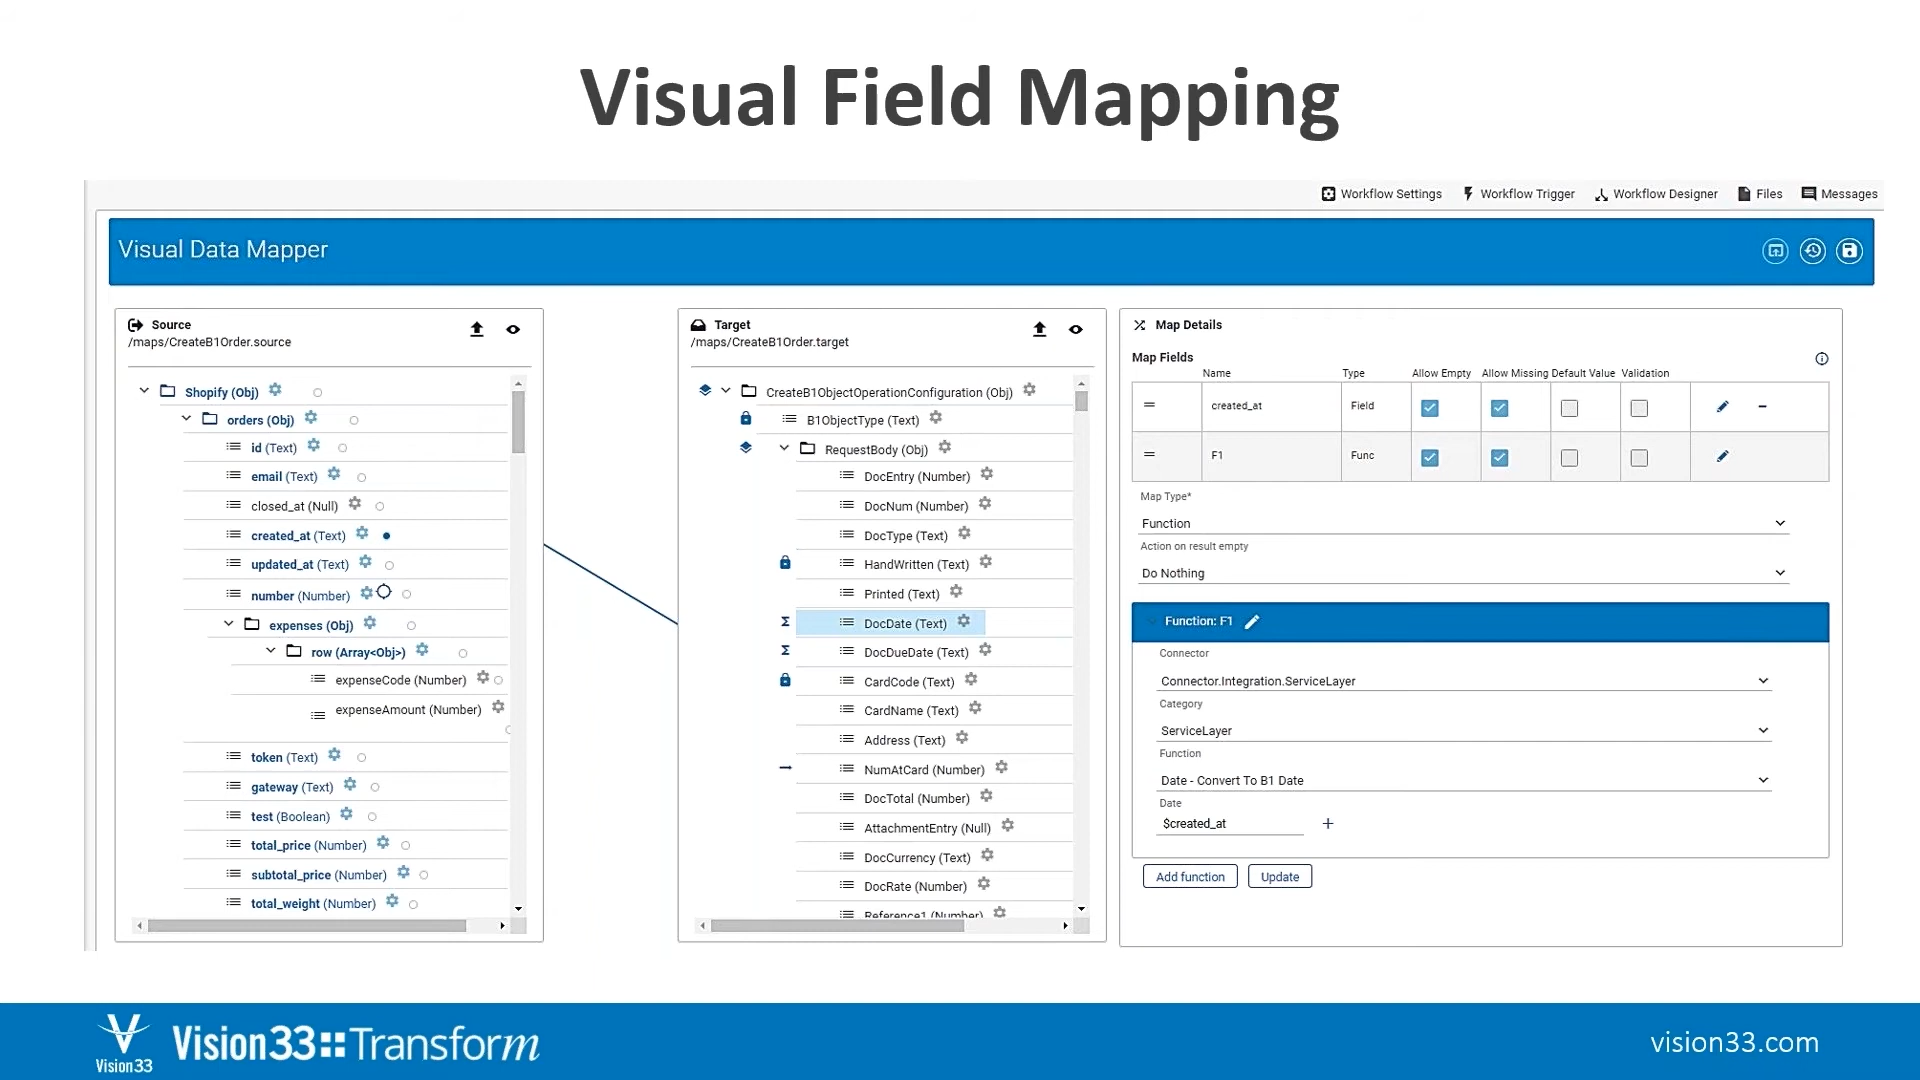 Visual Field Mapping
Workflow Settings
Workflow Trigger
Workflow Designer
Files
Messages
Visual Data Mapper
Source
/maps/CreateB1Order.source
Shopify (Obj)
orders (Obj)
id (Text)
email (Text)
closed_at (Null)
created_at (Text)
updated_at (Text)
number (Number)
expenses (Obj)
row (Array<Obj>)
expenseCode (Number)
expenseAmount (Number)
token (Text)
gateway (Text)
test (Boolean)
total_price (Number)
subtotal_price (Number)
total_weight (Number)
Target
/maps/CreateB1Order.target
CreateB1ObjectOperationConfiguration (Obj)
B1ObjectType (Text)
RequestBody (Obj)
DocEntry (Number)
DocNum (Number)
DocType (Text)
HandWritten (Text)
Printed (Text)
Σ DocDate (Text)
Σ DocDueDate (Text)
CardCode (Text)
CardName (Text)
Address (Text)
NumAtCard (Number)
DocTotal (Number)
AttachmentEntry (Null)
DocCurrency (Text)
DocRate (Number)
Reference1 (Number)
Map Details
Map Fields
Name Type Allow Empty Allow Missing Default Value Validation
created_at Field
F1 Func
Map Type*
Function
Action on result empty
Do Nothing
Function: F1
Connector
Connector.Integration.ServiceLayer
Category
ServiceLayer
Function
Date - Convert To B1 Date
Date
$created_at +
Add function Update
Vision33
Vision33::Transform
vision33.com